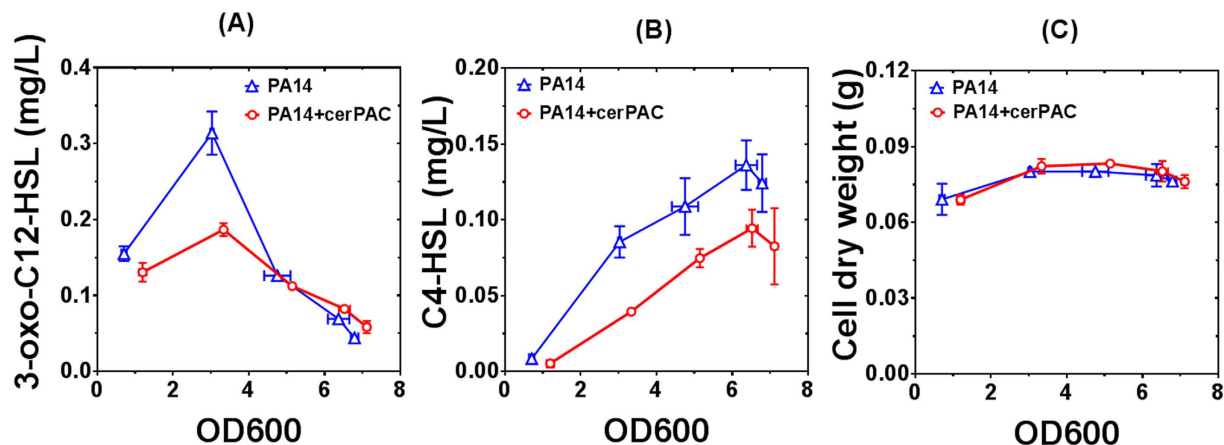 (A)
3-oxo-C12-HSL (mg/L)
0.4
0.3
0.2
0.1
0.0
PA14
PA14+cerPAC
0 2 4 6 8
OD600
(B)
C4-HSL (mg/L)
0.20
0.15
0.10
0.05
0.00
PA14
PA14+cerPAC
0 2 4 6 8
OD600
(C)
Cell dry weight (g)
0.12
0.09
0.06
0.03
0.00
PA14
PA14+cerPAC
0 2 4 6 8
OD600